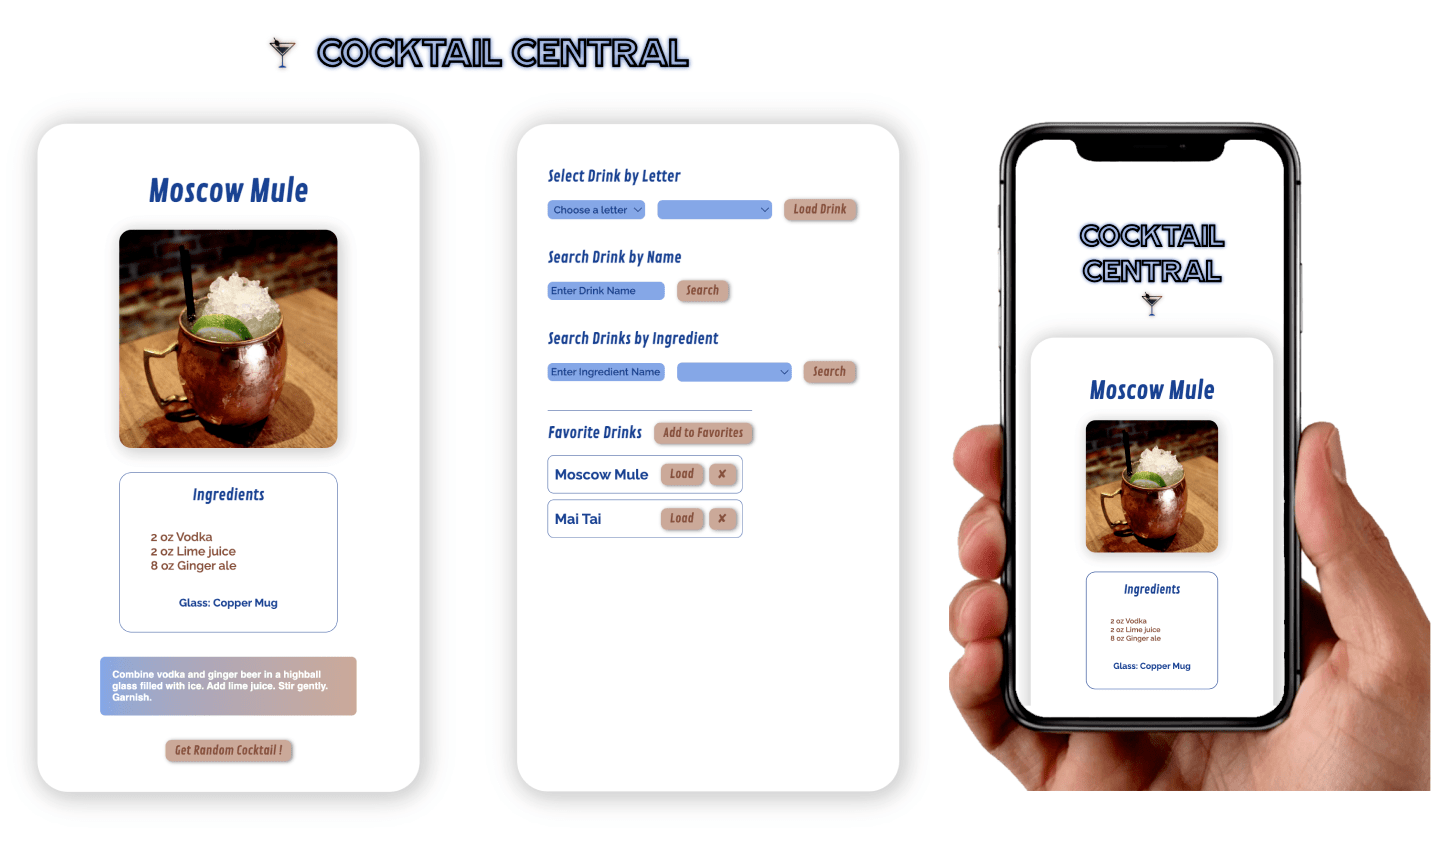 COCKTAIL CENTRAL
Moscow Mule
Ingredients
2 oz Vodka
2 oz Lime juice
8 oz Ginger ale
Glass: Copper Mug
Combine vodka and ginger beer in a highball
glass filled with ice. Add lime juice. Stir gently.
Garnish.
Get Random Cocktail !
Select Drink by Letter
Choose a letter
Load Drink
Search Drink by Name
Enter Drink Name
Search
Search Drinks by Ingredient
Enter Ingredient Name
Search
Favorite Drinks
Add to Favorites
Moscow Mule
Load
✘
Mai Tai
Load
✘
COCKTAIL
CENTRAL
Moscow Mule
Ingredients
2 oz Vodka
2 oz Lime juice
8 oz Ginger ale
Glass: Copper Mug